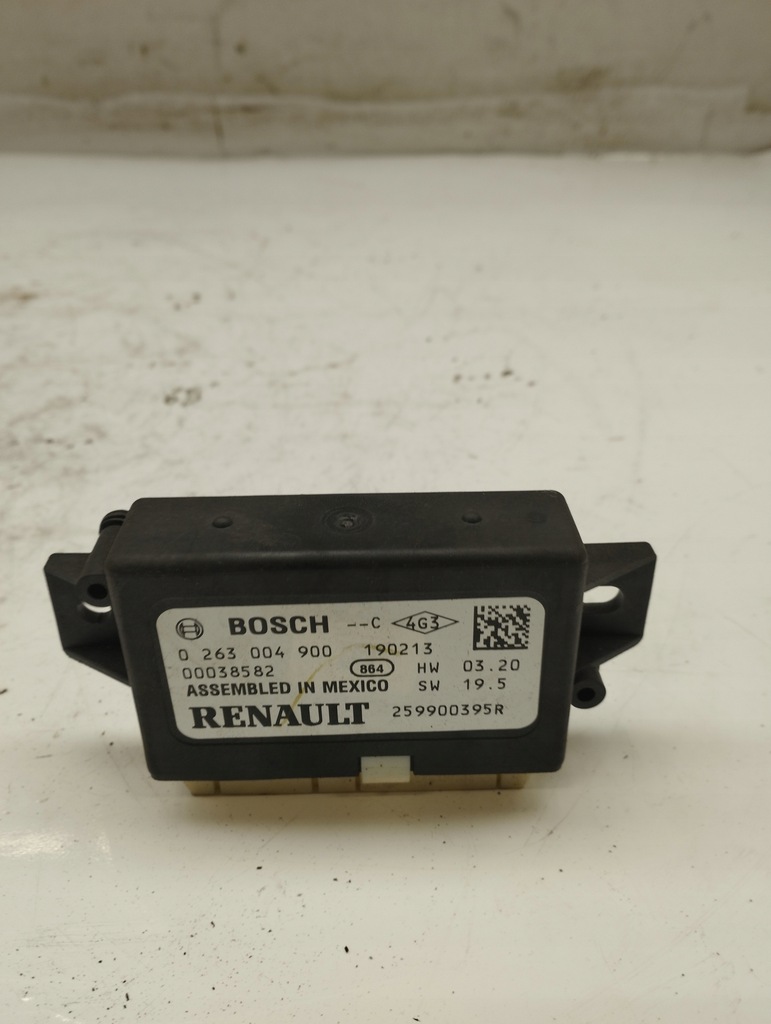 BOSCH --C 4G3
0 263 004 900 190213
00038582 864 HW 03.20
ASSEMBLED IN MEXICO SW 19.5
RENAULT 259900395R